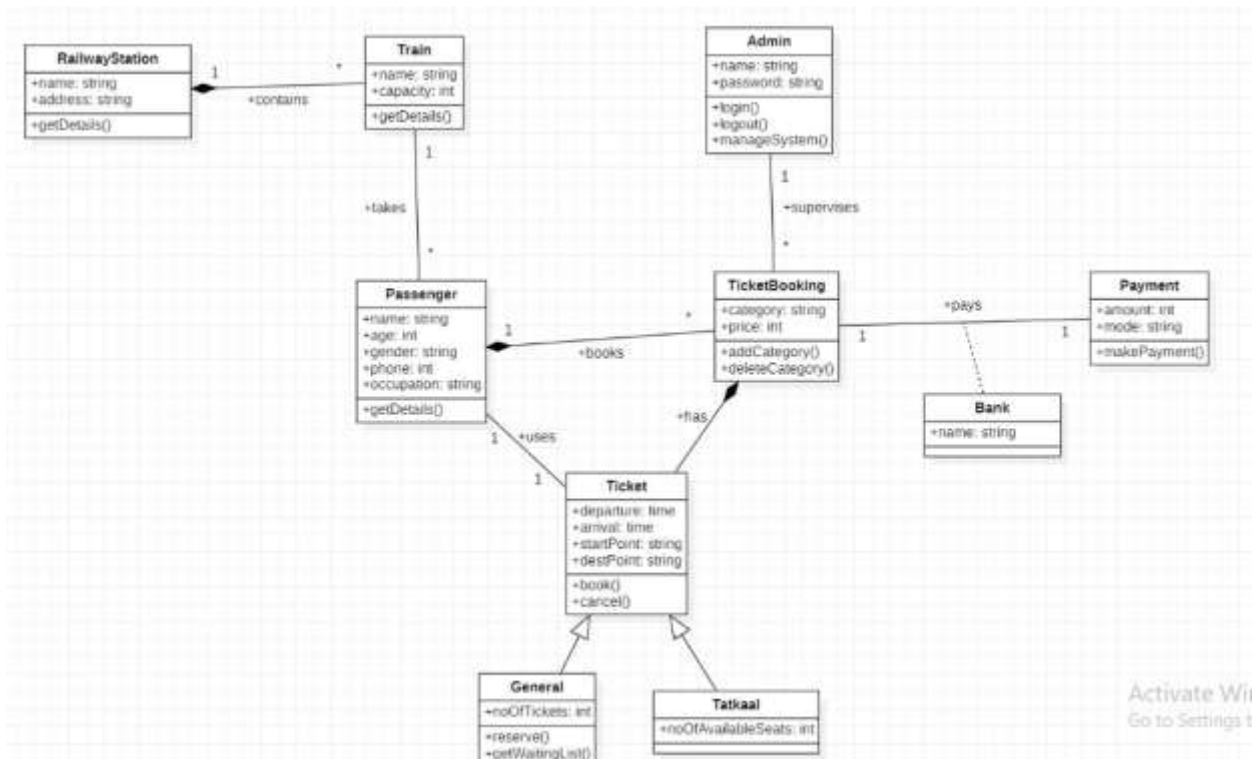 RailwayStation
+name: string
+address: string
+getDetails()
1
*
+contains
Train
+name: string
+capacity: int
+getDetails()
1
+takes
*
Admin
+name: string
+password: string
+login()
+logout()
+manageSystem()
1
+supervises
*
Passenger
+name: string
+age: int
+gender: string
+phone: int
+occupation: string
+getDetails()
1
*
+books
TicketBooking
+category: string
+price: int
+addCategory()
+deleteCategory()
+pays
1
1
Payment
+amount: int
+mode: string
+makePayment()
Bank
+name: string
+has
1
+uses
1
Ticket
+departure: time
+arrival: time
+startPoint: string
+destPoint: string
+book()
+cancel()
General
+noOfTickets: int
+reserve()
+getWaitingList()
Tatkaal
+noOfAvailableSeats: int
Activate Win
Go to Settings t